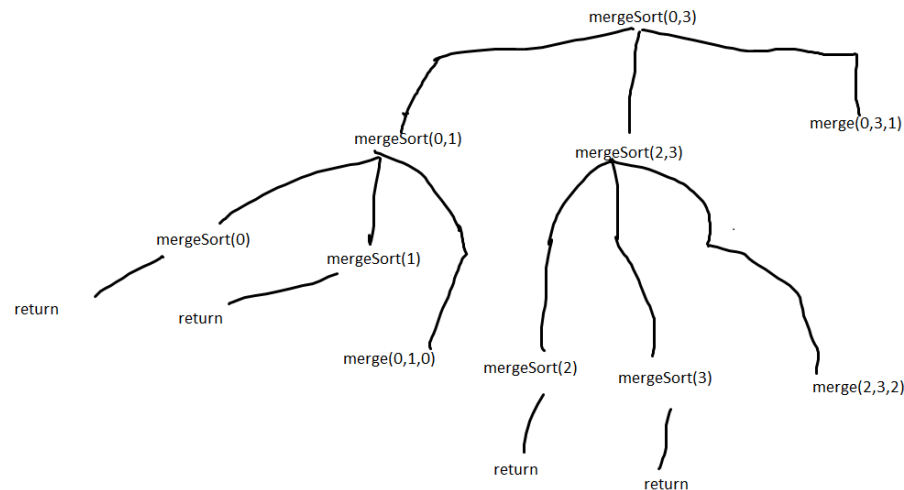 mergeSort(0,3)
merge(0,3,1)
mergeSort(0,1)
mergeSort(2,3)
mergeSort(0)
mergeSort(1)
return
return
merge(0,1,0)
mergeSort(2)
mergeSort(3)
merge(2,3,2)
return
return